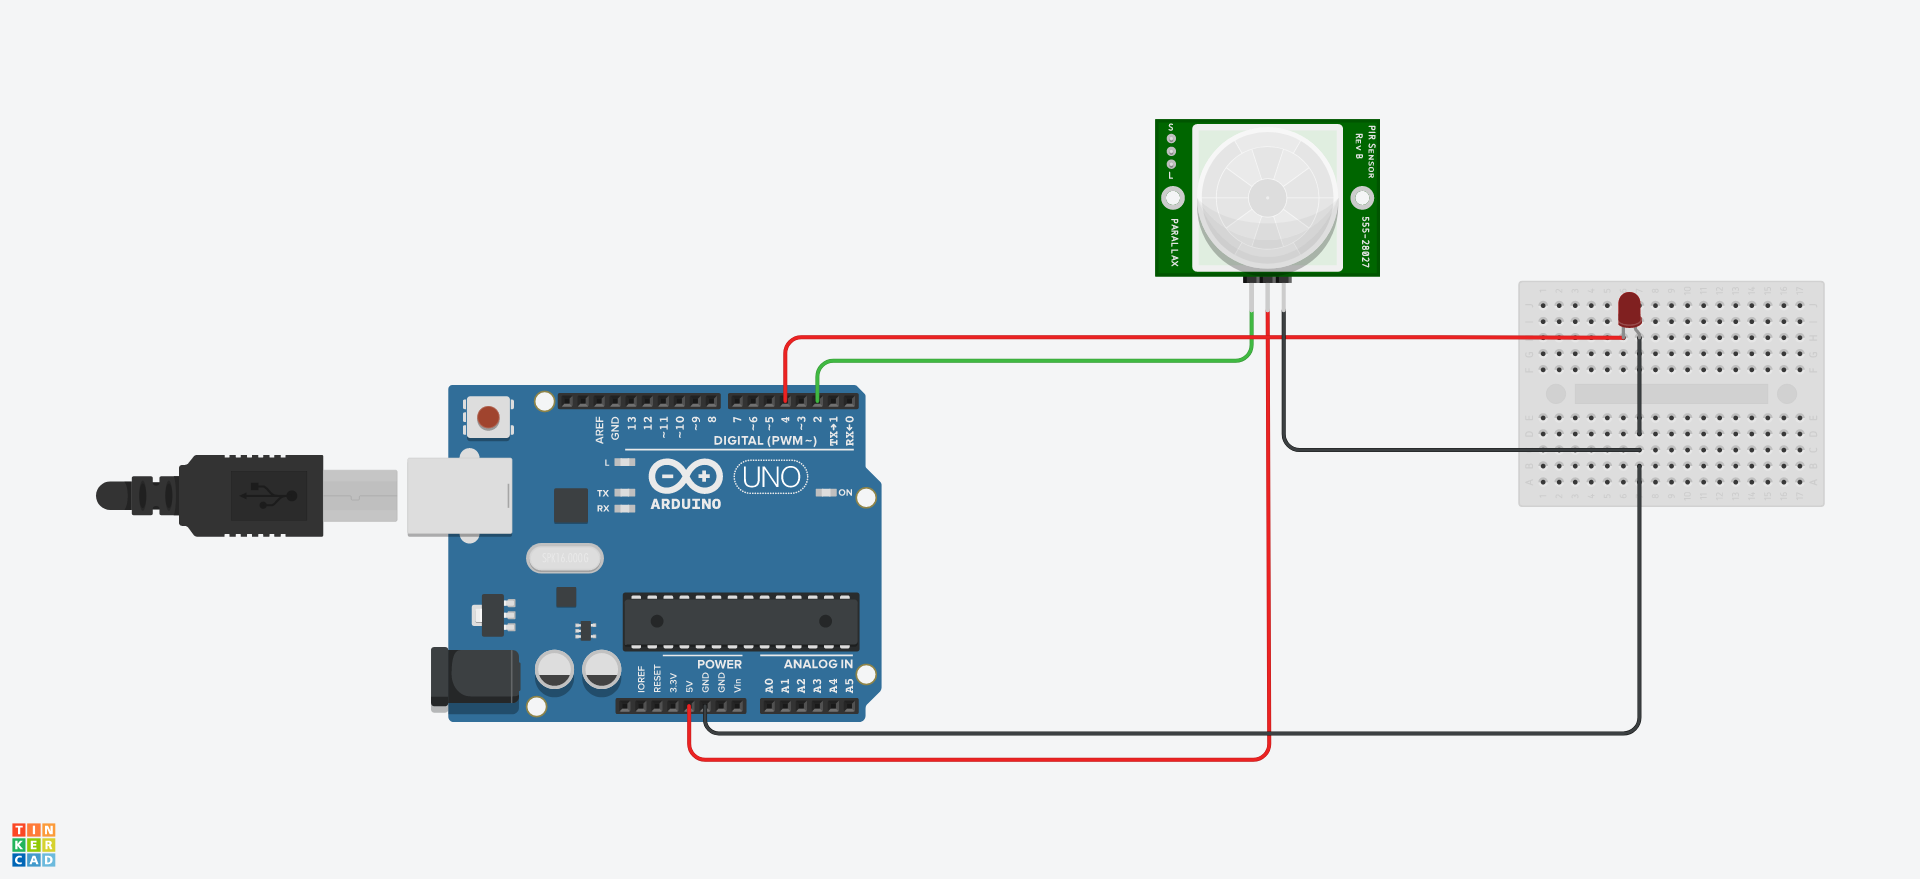 S
L
PARALLAX
PIR SENSOR
REV B
555-28027
AREF
GND
13
12
~11
~10
~9
8
7
~6
~5
4
~3
2
TX→1
RX←0
DIGITAL (PWM~)
L
TX
RX
ARDUINO
UNO
ON
POWER
ANALOG IN
IOREF
RESET
3.3V
5V
GND
GND
Vin
A0
A1
A2
A3
A4
A5
TIN
KER
CAD